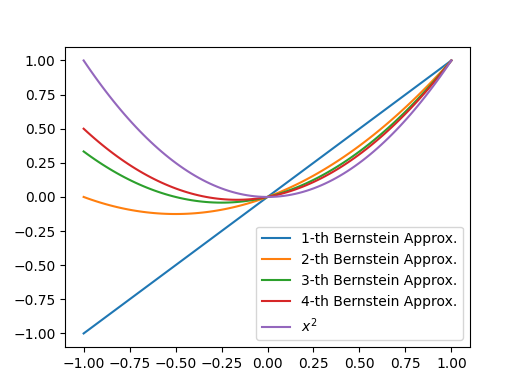 1.00
0.75
0.50
0.25
0.00
−0.25
−0.50
−0.75
−1.00
1-th Bernstein Approx.
2-th Bernstein Approx.
3-th Bernstein Approx.
4-th Bernstein Approx.
x²
−1.00 −0.75 −0.50 −0.25 0.00 0.25 0.50 0.75 1.00